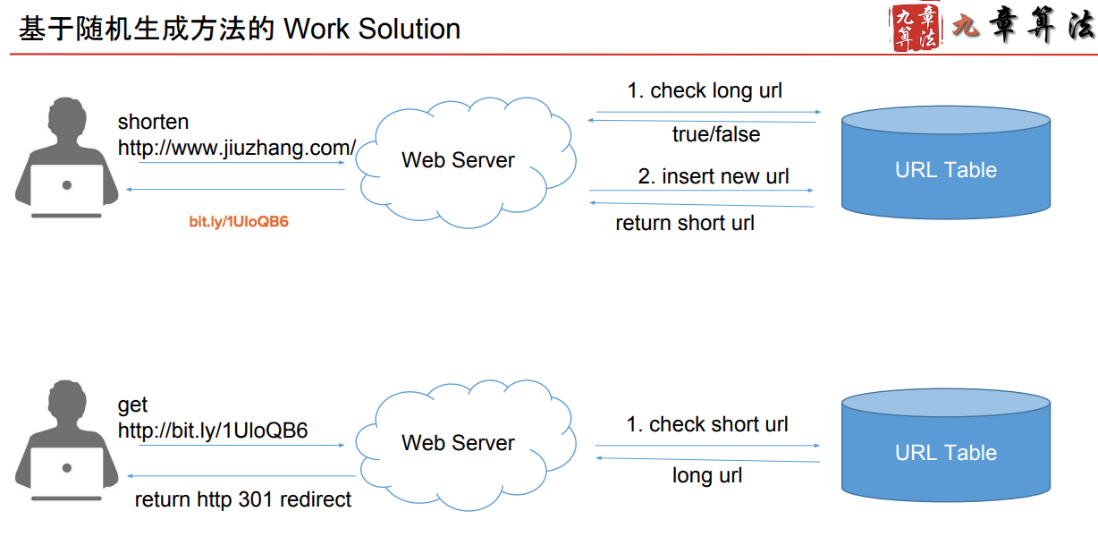 基于随机生成方法的 Work Solution
九章算法
九章算法
shorten
http://www.jiuzhang.com/
bit.ly/1UIoQB6
Web Server
1. check long url
true/false
2. insert new url
return short url
URL Table
get
http://bit.ly/1UIoQB6
return http 301 redirect
Web Server
1. check short url
long url
URL Table